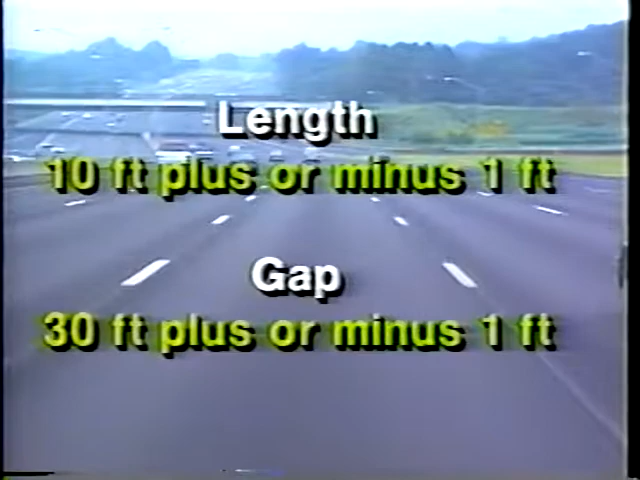 Length
10 ft plus or minus 1 ft
Gap
30 ft plus or minus 1 ft